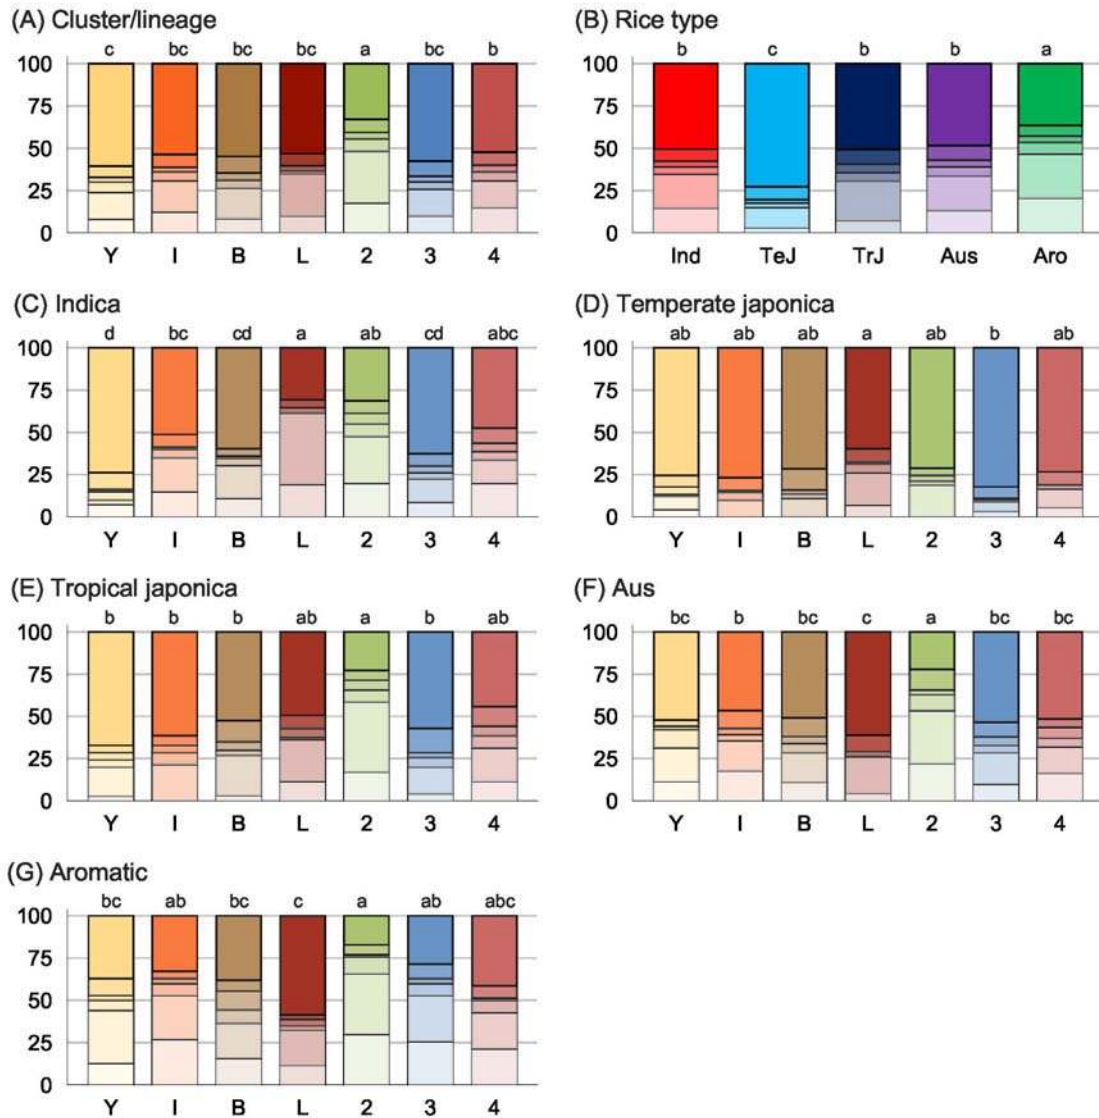 (A) Cluster/lineage
c bc bc bc a bc b
100
75
50
25
0
Y I B L 2 3 4
(B) Rice type
b c b b a
100
75
50
25
0
Ind TeJ TrJ Aus Aro
(C) Indica
d bc cd a ab cd abc
100
75
50
25
0
Y I B L 2 3 4
(D) Temperate japonica
ab ab ab a ab b ab
100
75
50
25
0
Y I B L 2 3 4
(E) Tropical japonica
b b b ab a b ab
100
75
50
25
0
Y I B L 2 3 4
(F) Aus
bc b bc c a bc bc
100
75
50
25
0
Y I B L 2 3 4
(G) Aromatic
bc ab bc c a ab abc
100
75
50
25
0
Y I B L 2 3 4